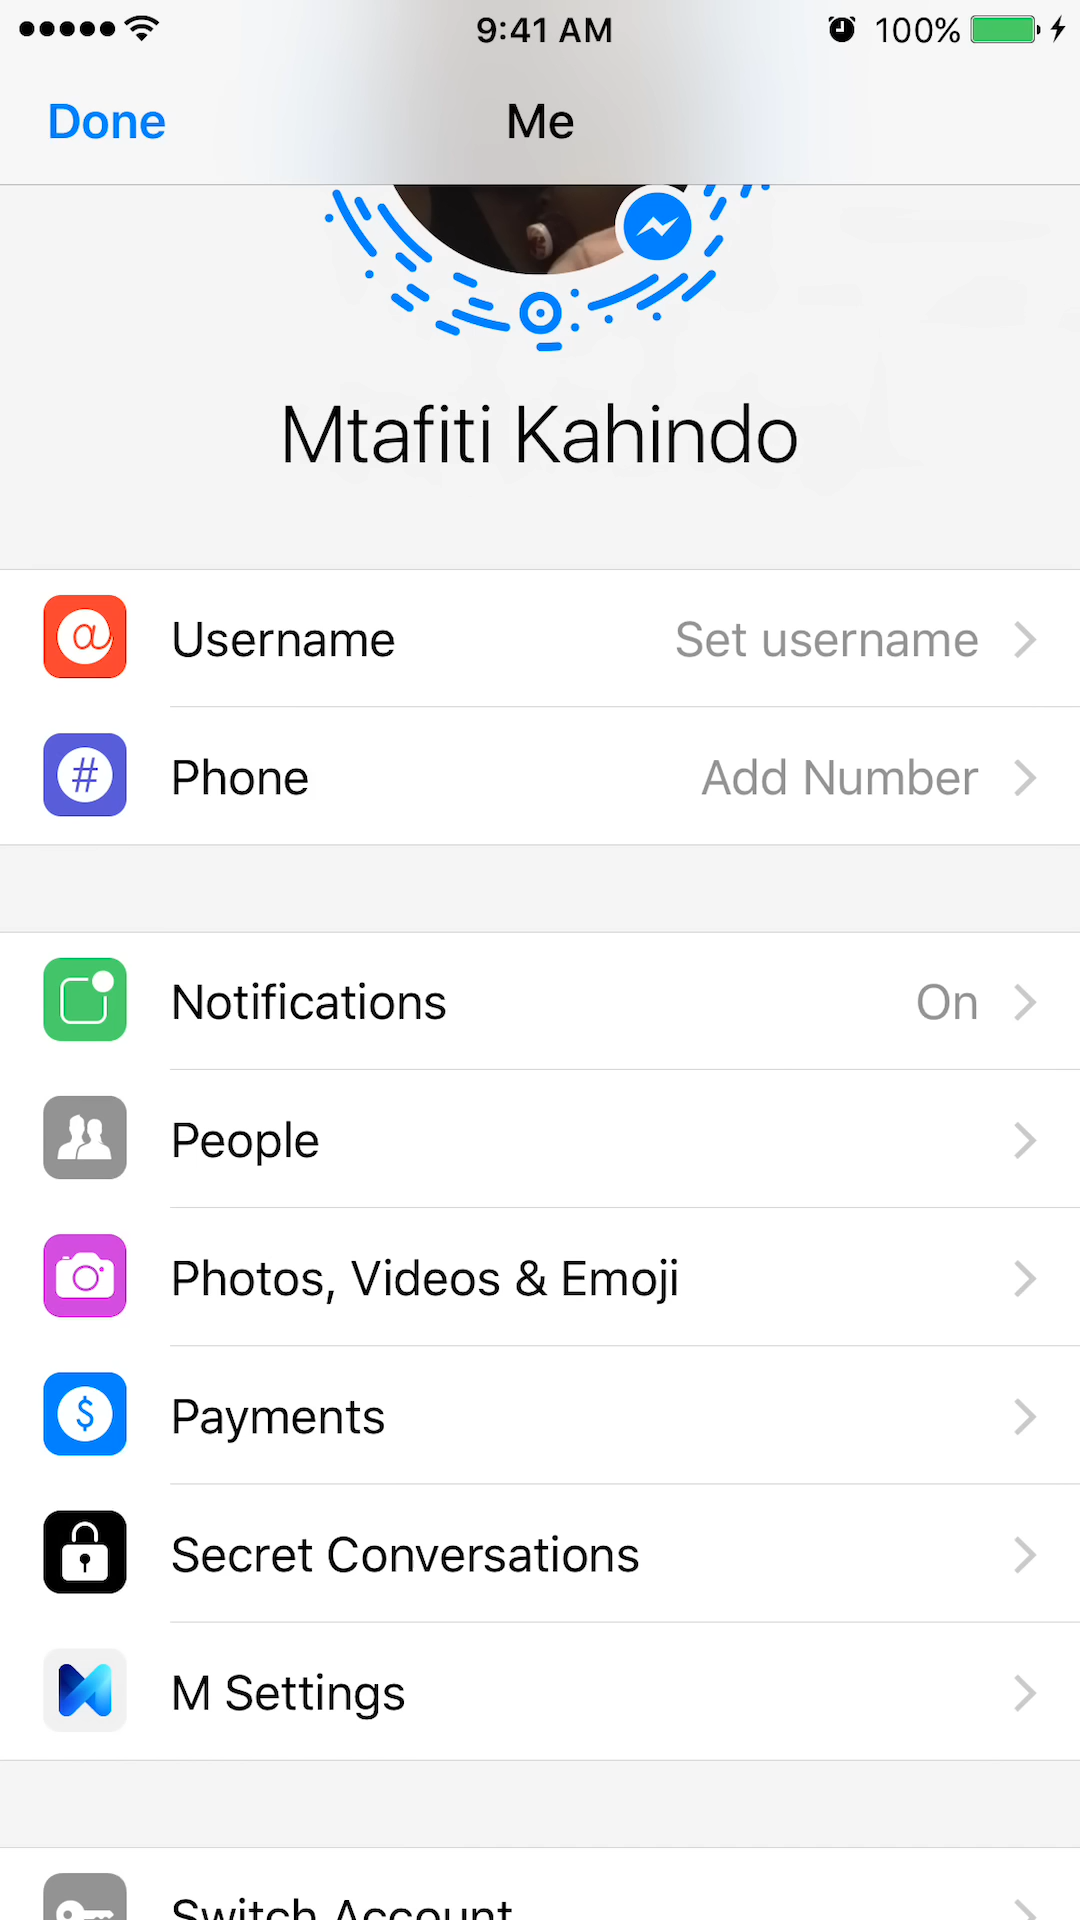 9:41 AM 100%
Done Me
Mtafiti Kahindo
@ Username Set username
# Phone Add Number
Notifications On
People
Photos, Videos & Emoji
$ Payments
Secret Conversations
M Settings
Switch Account